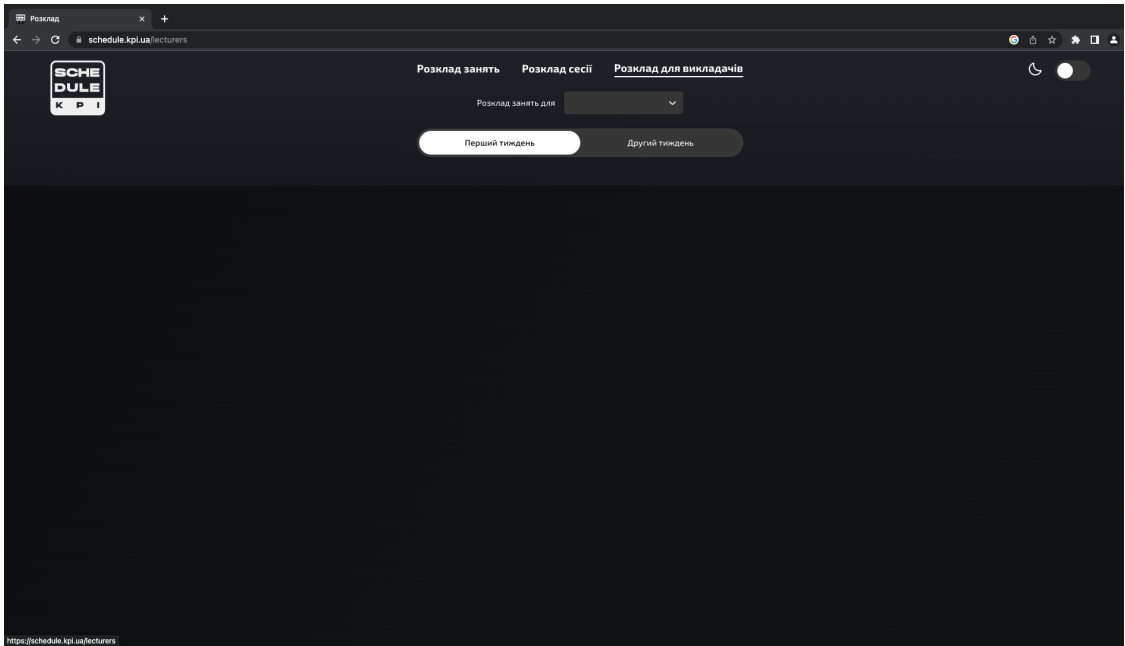 Розклад
schedule.kpi.ua/lecturers
SCHE
DULE
KPI
Розклад занять Розклад сесії Розклад для викладачів
Розклад занять для
Перший тиждень Другий тиждень
https://schedule.kpi.ua/lecturers